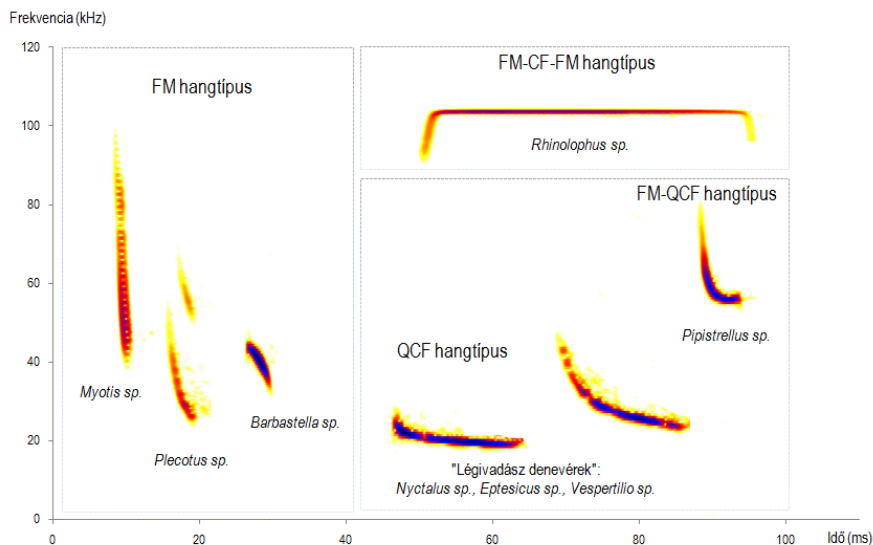 Frekvencia (kHz)
120
100
80
60
40
20
0
FM hangtípus
Myotis sp.
Plecotus sp.
Barbastella sp.
FM-CF-FM hangtípus
Rhinolophus sp.
FM-QCF hangtípus
Pipistrellus sp.
QCF hangtípus
"Légivadász denevérek":
Nyctalus sp., Eptesicus sp., Vespertilio sp.
0
20
40
60
80
100
Idő (ms)